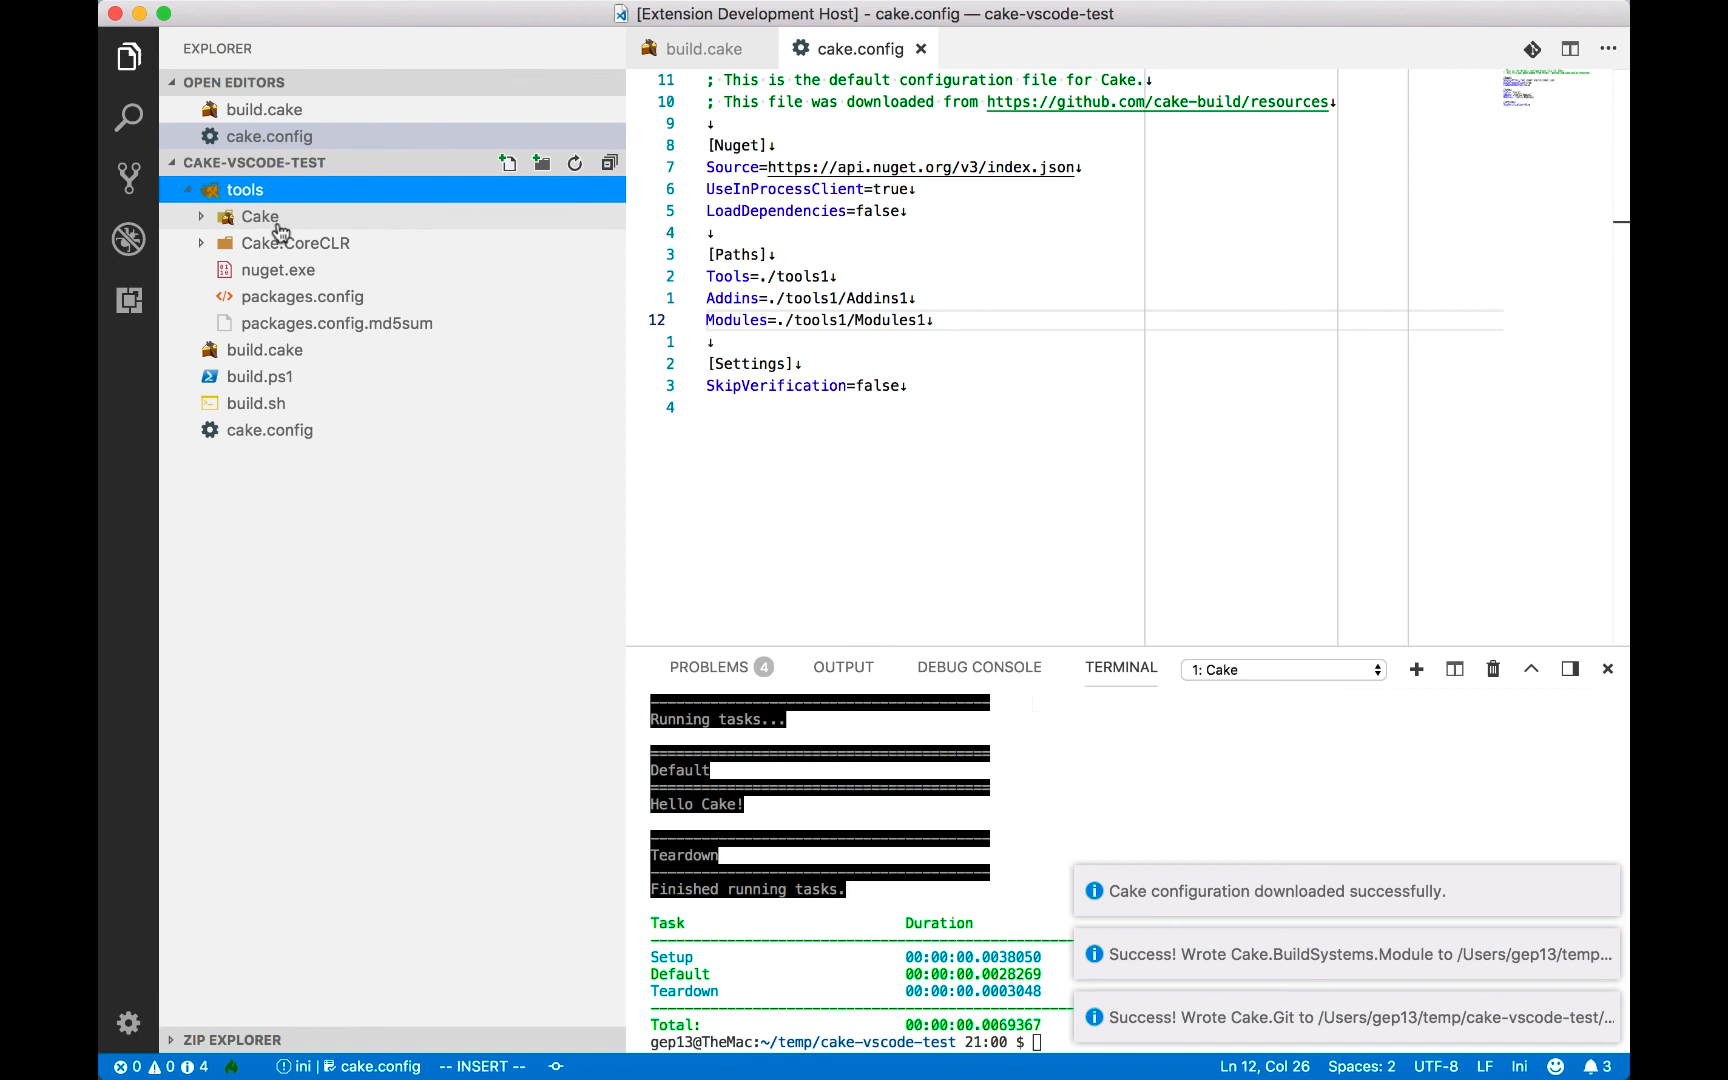 [Extension Development Host] - cake.config — cake-vscode-test
EXPLORER
OPEN EDITORS
build.cake
cake.config
CAKE-VSCODE-TEST
tools
Cake
Cake.CoreCLR
nuget.exe
packages.config
packages.config.md5sum
build.cake
build.ps1
build.sh
cake.config
ZIP EXPLORER
build.cake
cake.config
11 ; This is the default configuration file for Cake.↓
10 ; This file was downloaded from https://github.com/cake-build/resources↓
9 ↓
8 [Nuget]↓
7 Source=https://api.nuget.org/v3/index.json↓
6 UseInProcessClient=true↓
5 LoadDependencies=false↓
4 ↓
3 [Paths]↓
2 Tools=./tools1↓
1 Addins=./tools1/Addins1↓
12 Modules=./tools1/Modules1↓
1 ↓
2 [Settings]↓
3 SkipVerification=false↓
4
PROBLEMS 4 OUTPUT DEBUG CONSOLE TERMINAL 1: Cake
Running tasks...
Default
Hello Cake!
Teardown
Finished running tasks.
Task Duration
Setup 00:00:00.0038050
Default 00:00:00.0028269
Teardown 00:00:00.0003048
Total: 00:00:00.0069367
gep13@TheMac:~/temp/cake-vscode-test 21:00 $
Cake configuration downloaded successfully.
Success! Wrote Cake.BuildSystems.Module to /Users/gep13/temp...
Success! Wrote Cake.Git to /Users/gep13/temp/cake-vscode-test/...
0 0 4 ini | cake.config -- INSERT -- Ln 12, Col 26 Spaces: 2 UTF-8 LF Ini 3